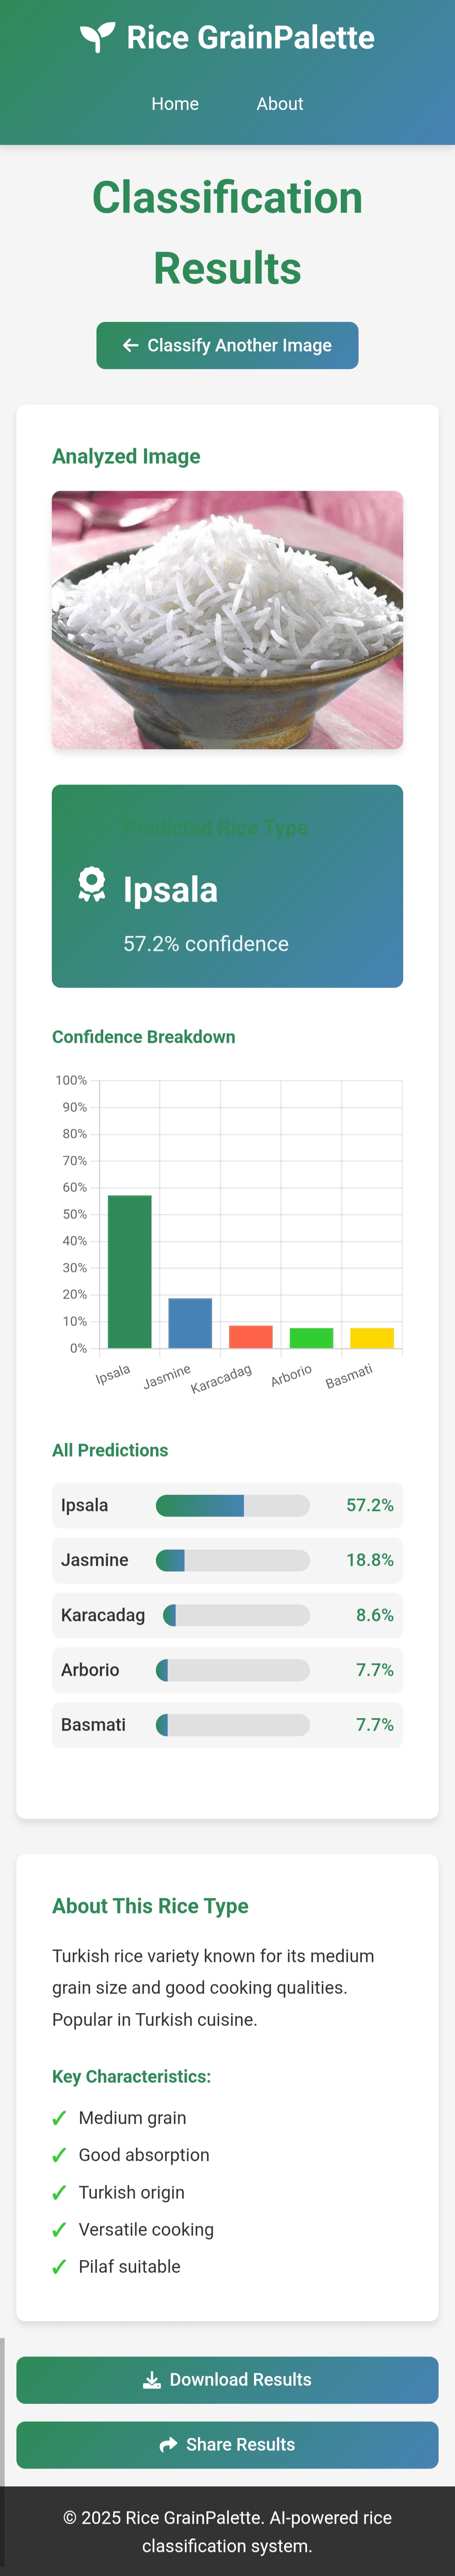 Rice GrainPalette
Home About
Classification
Results
Classify Another Image
Analyzed Image
Predicted Rice Type
Ipsala
57.2% confidence
Confidence Breakdown
100%
90%
80%
70%
60%
50%
40%
30%
20%
10%
0%
Ipsala Jasmine Karacadag Arborio Basmati
All Predictions
Ipsala 57.2%
Jasmine 18.8%
Karacadag 8.6%
Arborio 7.7%
Basmati 7.7%
About This Rice Type
Turkish rice variety known for its medium
grain size and good cooking qualities.
Popular in Turkish cuisine.
Key Characteristics:
✓ Medium grain
✓ Good absorption
✓ Turkish origin
✓ Versatile cooking
✓ Pilaf suitable
Download Results
Share Results
© 2025 Rice GrainPalette. AI-powered rice
classification system.